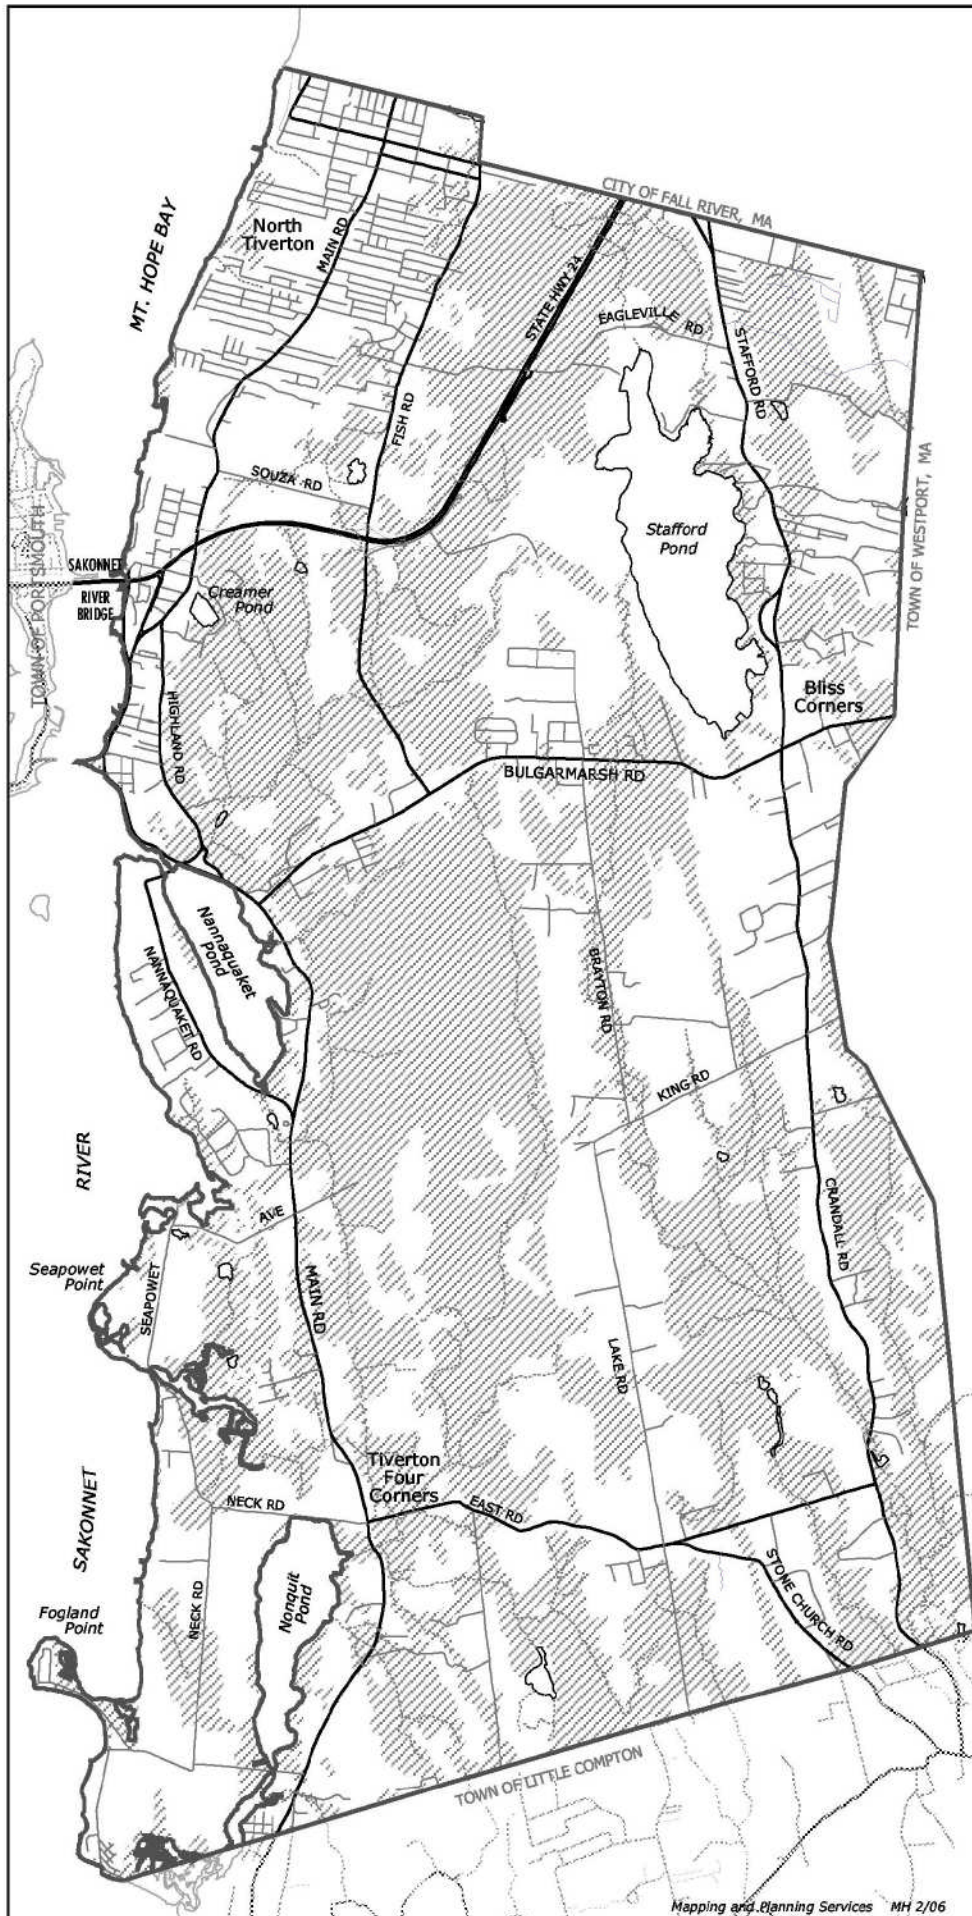 CITY OF FALL RIVER, MA
MT. HOPE BAY
North
Tiverton
MAIN RD
STATE HWY 24
EAGLEVILLE RD
STAFFORD RD
FISH RD
SOUZA RD
TOWN OF WESTPORT, MA
Stafford
Pond
TOWN OF PORTSMOUTH
SAKONNET
RIVER
BRIDGE
Creamer
Pond
HIGHLAND RD
Bliss
Corners
BULGARMARSH RD
Nannaquaket
Pond
NANNAQUAKET RD
BRAYTON RD
KING RD
RIVER
AVE
CRANDALL RD
Seapowet
Point
SEAPOWET
MAIN RD
LAKE RD
Tiverton
Four
Corners
SAKONNET
NECK RD
EAST RD
STONE CHURCH RD
NECK RD
Nonquit
Pond
Fogland
Point
TOWN OF LITTLE COMPTON
Mapping and Planning Services MH 2/06